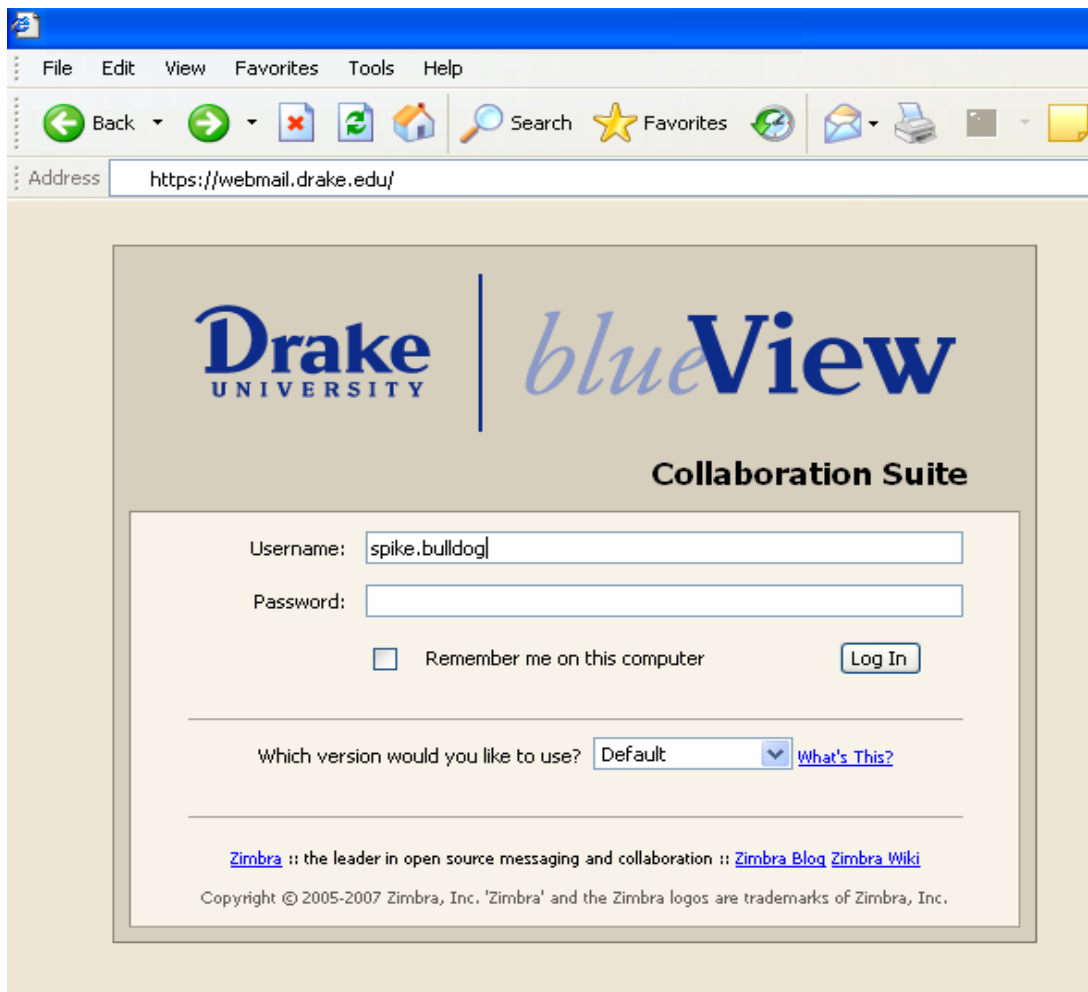 File Edit View Favorites Tools Help
Back Search Favorites
Address https://webmail.drake.edu/
Drake
UNIVERSITY
blueView
Collaboration Suite
Username: spike.bulldog
Password:
Remember me on this computer Log In
Which version would you like to use? Default What's This?
Zimbra :: the leader in open source messaging and collaboration :: Zimbra Blog Zimbra Wiki
Copyright © 2005-2007 Zimbra, Inc. 'Zimbra' and the Zimbra logos are trademarks of Zimbra, Inc.